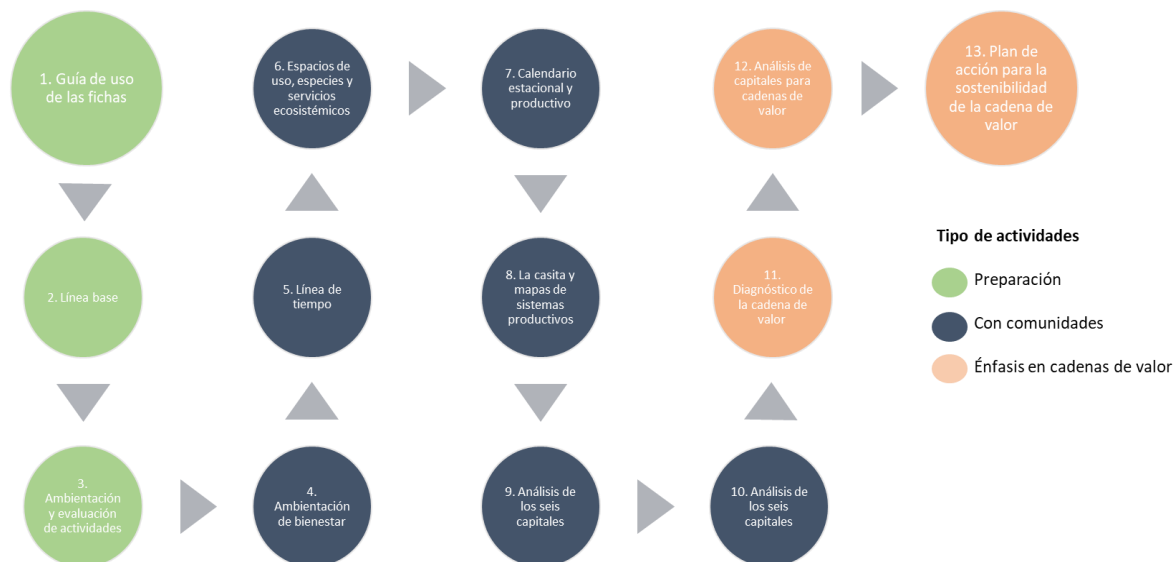 1. Guía de uso
de las fichas
2. Línea base
3.
Ambientación
y evaluación
de actividades
4.
Ambientación
de bienestar
5. Línea de
tiempo
6. Espacios de
uso, especies y
servicios
ecosistémicos
7. Calendario
estacional y
productivo
8. La casita y
mapas de
sistemas
productivos
9. Análisis de
los seis
capitales
10. Análisis de
los seis
capitales
11.
Diagnóstico de
la cadena de
valor
12. Análisis de
capitales para
cadenas de
valor
13. Plan de
acción para la
sostenibilidad
de la cadena de
valor
Tipo de actividades
Preparación
Con comunidades
Énfasis en cadenas de valor